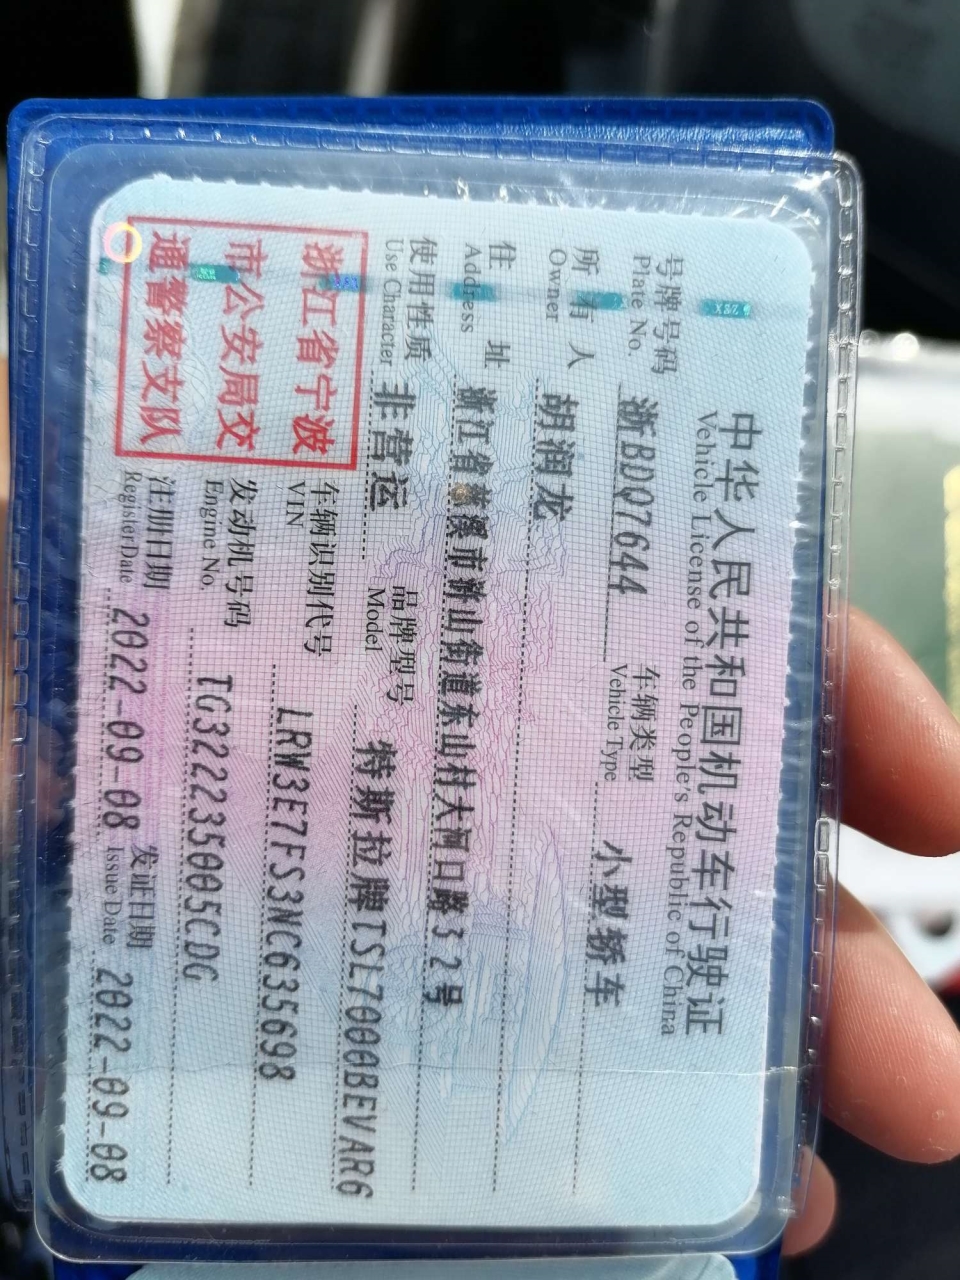 中华人民共和国机动车行驶证
Vehicle License of the People's Republic of China
号牌号码 浙BDQ7644 车辆类型 小型轿车
Plate No. Vehicle Type
所有人 胡润龙
Owner
住址 浙江省慈溪市浒山街道东山村大河口路32号
Address
使用性质 非营运 品牌型号 特斯拉牌TSL7000BEVAR6
Use Character Model
浙江省宁波
市公安局交
通警察支队
车辆识别代号 LRW3E7FS3NC635698
VIN
发动机号码 TG3222350005CDG
Engine No.
注册日期 2022-09-08 发证日期 2022-09-08
Register Date Issue Date